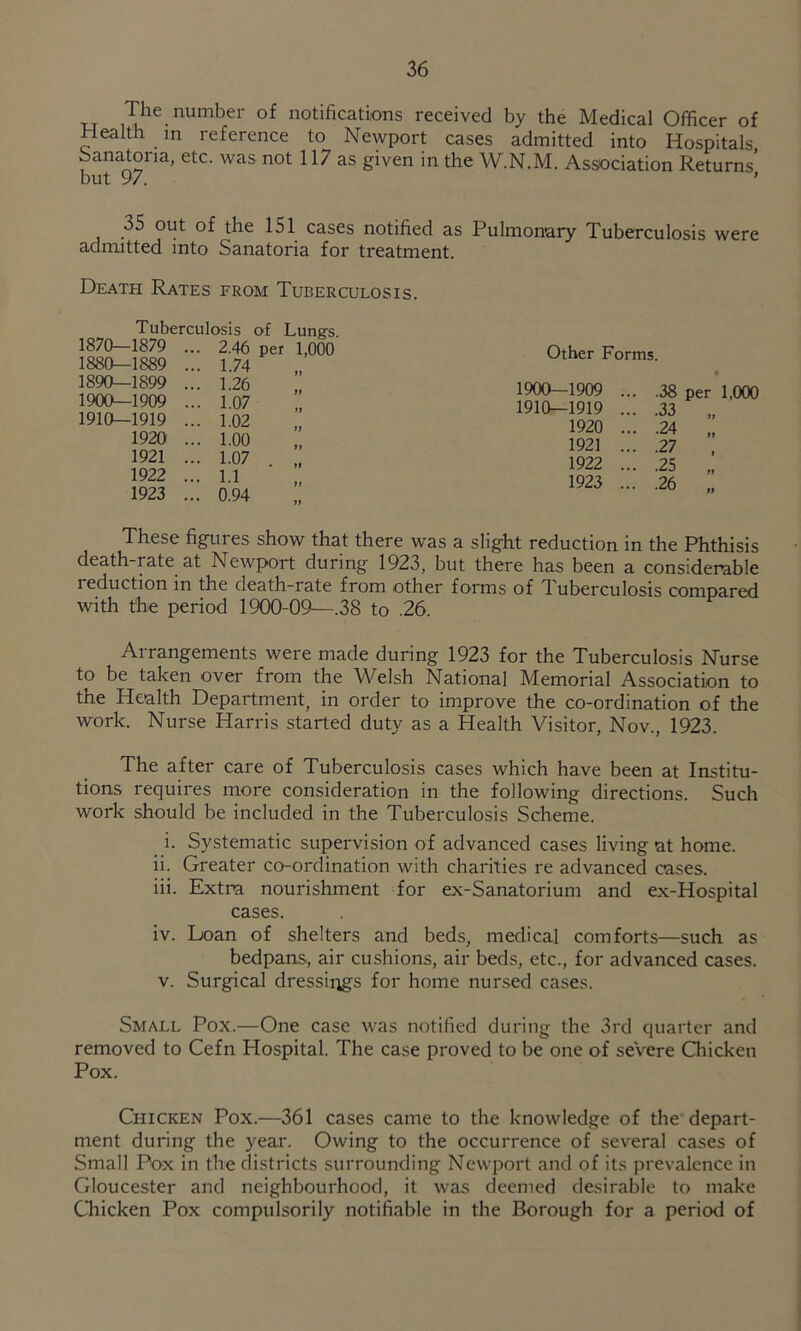 36
The number of notifications received by the Medical Officer of
Health in reference to Newport cases admitted into Hospitals,
Sanatoria, etc. was not 117 as given in the W.N.M. Association Returns,
but 97.
35 out of the 151 cases notified as Pulmonary Tuberculosis were
admitted into Sanatoria for treatment.
DEATH RATES FROM TUBERCULOSIS.
Tuberculosis of Lungs.
1870—1879 ... 2.46 per 1,000
1880—1889 ... 1.74 „
1890—1899 ... 1.26 „
1900—1909 ... 1.07 „
1910—1919 ... 1.02 „
1920 ... 1.00 „
1921 ... 1.07 . „
1922 ... 1.1 „
1923 ... 0.94 „
Other Forms.
1900—1909 ... .38 per 1,000
1910—1919 ... .33 „
1920 ... .24 „
1921 ... .27 ,
1922 ... .25 „
1923 ... .26 „
These figures show that there was a slight reduction in the Phthisis
death-rate at Newport during 1923, but there has been a considerable
reduction in the death-rate from other forms of Tuberculosis compared
with the period 1900-09—.38 to .26.
Arrangements were made during 1923 for the Tuberculosis Nurse
to be taken over from the Welsh National Memorial Association to
the Health Department, in order to improve the co-ordination of the
work. Nurse Harris started duty as a Health Visitor, Nov., 1923.
The after care of Tuberculosis cases which have been at Institu-
tions requires more consideration in the following directions. Such
work should be included in the Tuberculosis Scheme.
i. Systematic supervision of advanced cases living at home.
ii. Greater co-ordination with charities re advanced cases.
iii. Extra nourishment for ex-Sanatorium and ex-Hospital
cases.
iv. Loan of shelters and beds, medical comforts—such as
bedpans, air cushions, air beds, etc., for advanced cases.
v. Surgical dressings for home nursed cases.
SMALL POX.—One case was notified during the 3rd quarter and
removed to Cefn Hospital. The case proved to be one of severe Chicken
Pox.
CHICKEN POX.—361 cases came to the knowledge of the depart-
ment during the year. Owing to the occurrence of several cases of
Small Pox in the districts surrounding Newport and of its prevalence in
Gloucester and neighbourhood, it was deemed desirable to make
Chicken Pox compulsorily notifiable in the Borough for a period of